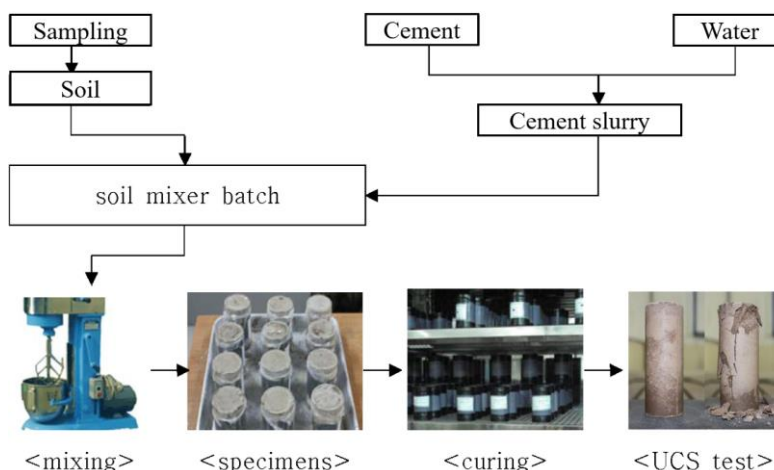 Sampling
Cement
Water
Soil
Cement slurry
soil mixer batch
<mixing>
<specimens>
<curing>
<UCS test>